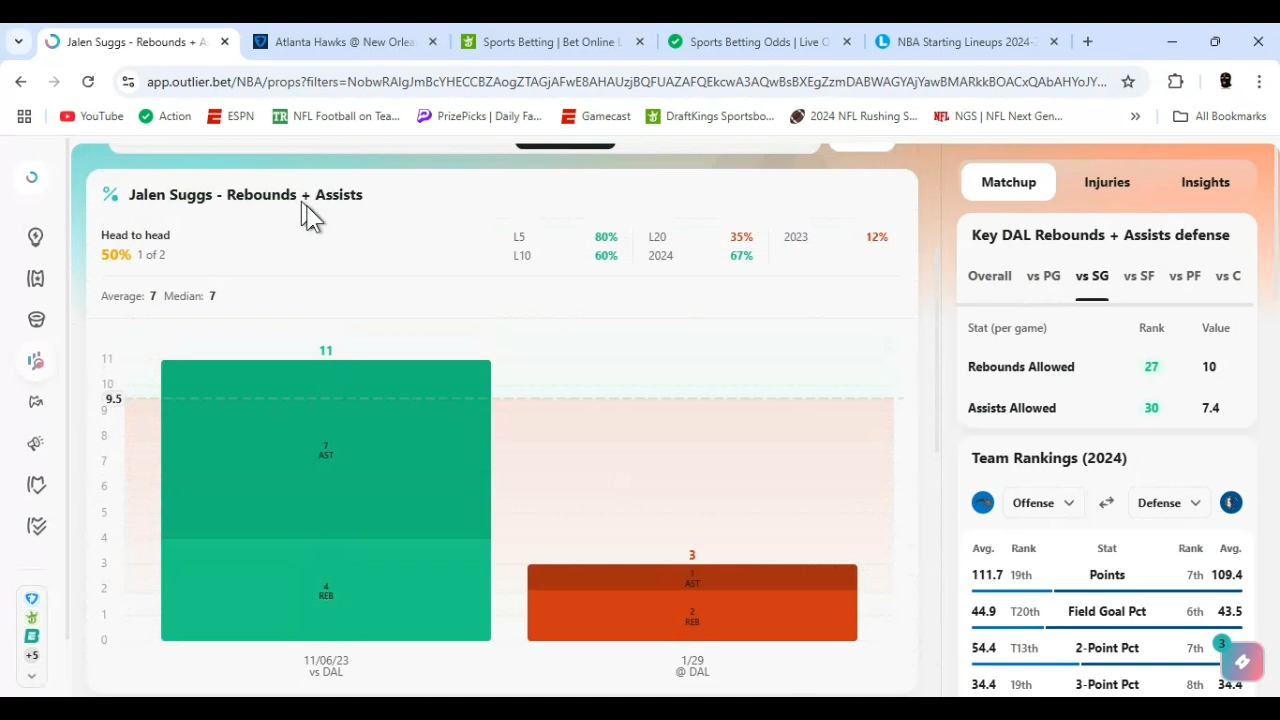 Jalen Suggs - Rebounds + A
Atlanta Hawks @ New Orlea
Sports Betting | Bet Online L
Sports Betting Odds | Live O
NBA Starting Lineups 2024-
app.outlier.bet/NBA/props?filters=NobwRAlgJmBcYHECCBZAogZTAGjAFwE8AHAUzjBQFUAZAFQEkcwA3AQwBsBXEgZzmDABWAGYAjYawBMARkkBOACxQAbAHYoJY...
YouTube
Action
ESPN
NFL Football on Tea...
PrizePicks | Daily Fa...
Gamecast
DraftKings Sportsbo...
2024 NFL Rushing S...
NGS | NFL Next Gen...
All Bookmarks
Jalen Suggs - Rebounds + Assists
Head to head
50% 1 of 2
L5 80% L20 35% 2023 12%
L10 60% 2024 67%
Average: 7 Median: 7
11
11
10
9.5
9
8
7
6
5
4
3
2
1
0
7
AST
4
REB
3
1
AST
2
REB
11/06/23
vs DAL
1/29
@ DAL
Matchup Injuries Insights
Key DAL Rebounds + Assists defense
Overall vs PG vs SG vs SF vs PF vs C
Stat (per game) Rank Value
Rebounds Allowed 27 10
Assists Allowed 30 7.4
Team Rankings (2024)
Offense Defense
Avg. Rank Stat Rank Avg.
111.7 19th Points 7th 109.4
44.9 T20th Field Goal Pct 6th 43.5
54.4 T13th 2-Point Pct 7th
34.4 19th 3-Point Pct 8th 34.4
3
+5